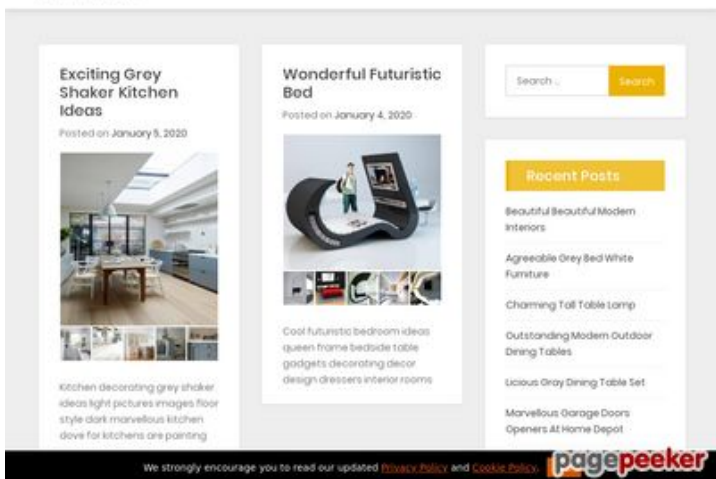 Exciting Grey
Shaker Kitchen
Ideas
Posted on January 5, 2020
Kitchen decorating grey shaker
ideas light pictures images floor
style dark marvellous kitchen
dove for kitchens are painting
Wonderful Futuristic
Bed
Posted on January 4, 2020
Cool futuristic bedroom ideas
queen frame bedside table
gadgets decorating decor
design dressers interior rooms
Search …
Search
Recent Posts
Beautiful Beautiful Modern
Interiors
Agreeable Grey Bed White
Furniture
Charming Tall Table Lamp
Outstanding Modern Outdoor
Dining Tables
Licious Gray Dining Table Set
Marvellous Garage Doors
Openers At Home Depot
We strongly encourage you to read our updated Privacy Policy and Cookie Policy.
pagepeeker